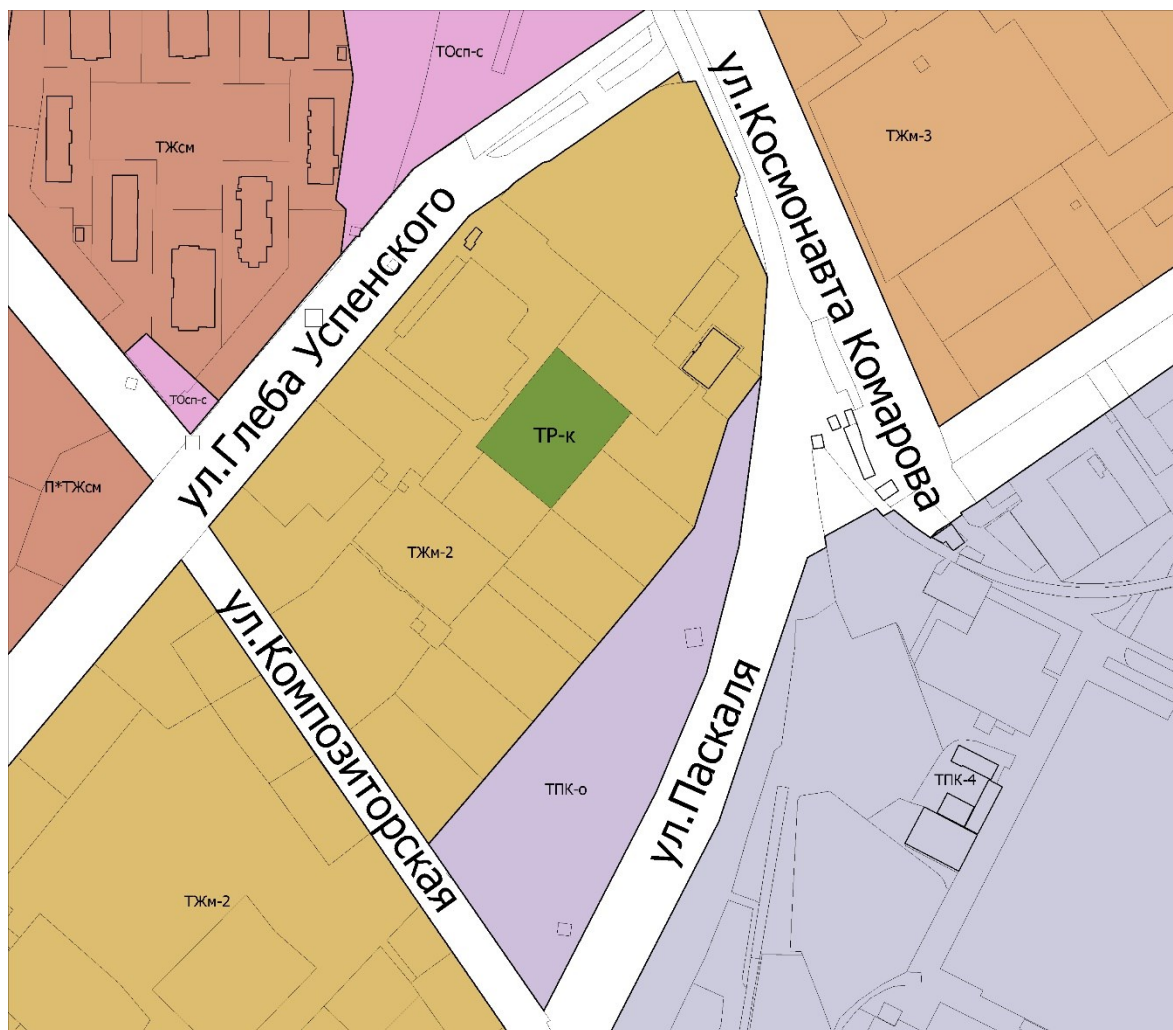 ТОсп-с
ул.Космонавта Комарова
ТЖм-3
ТЖсм
ул.Глеба Успенского
ТОсп-с
ТР-к
П*ТЖсм
ТЖм-2
ул.Композиторская
ул.Паскаля
ТПК-о
ТПК-4
ТЖм-2